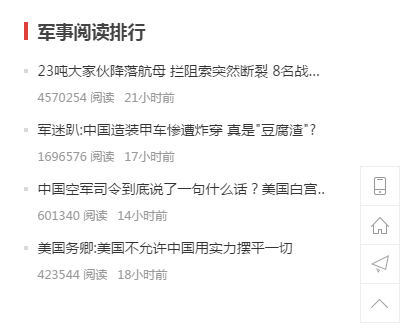 军事阅读排行
23吨大家伙降落航母 拦阻索突然断裂 8名战...
4570254 阅读 21小时前
军迷趴:中国造装甲车惨遭炸穿 真是"豆腐渣"?
1696576 阅读 17小时前
中国空军司令到底说了一句什么话？美国白宫..
601340 阅读 14小时前
美国务卿:美国不允许中国用实力摆平一切
423544 阅读 18小时前